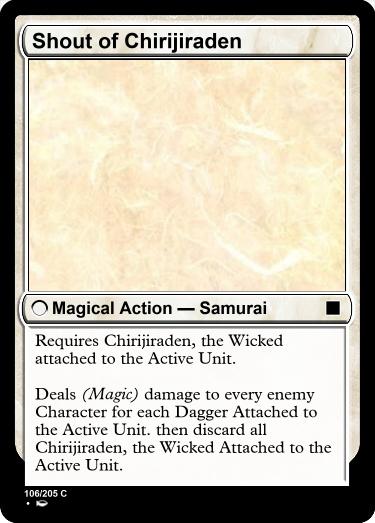 Shout of Chirijiraden
Magical Action — Samurai
Requires Chirijiraden, the Wicked
attached to the Active Unit.
Deals (Magic) damage to every enemy
Character for each Dagger Attached to
the Active Unit. then discard all
Chirijiraden, the Wicked Attached to the
Active Unit.
106/205 C